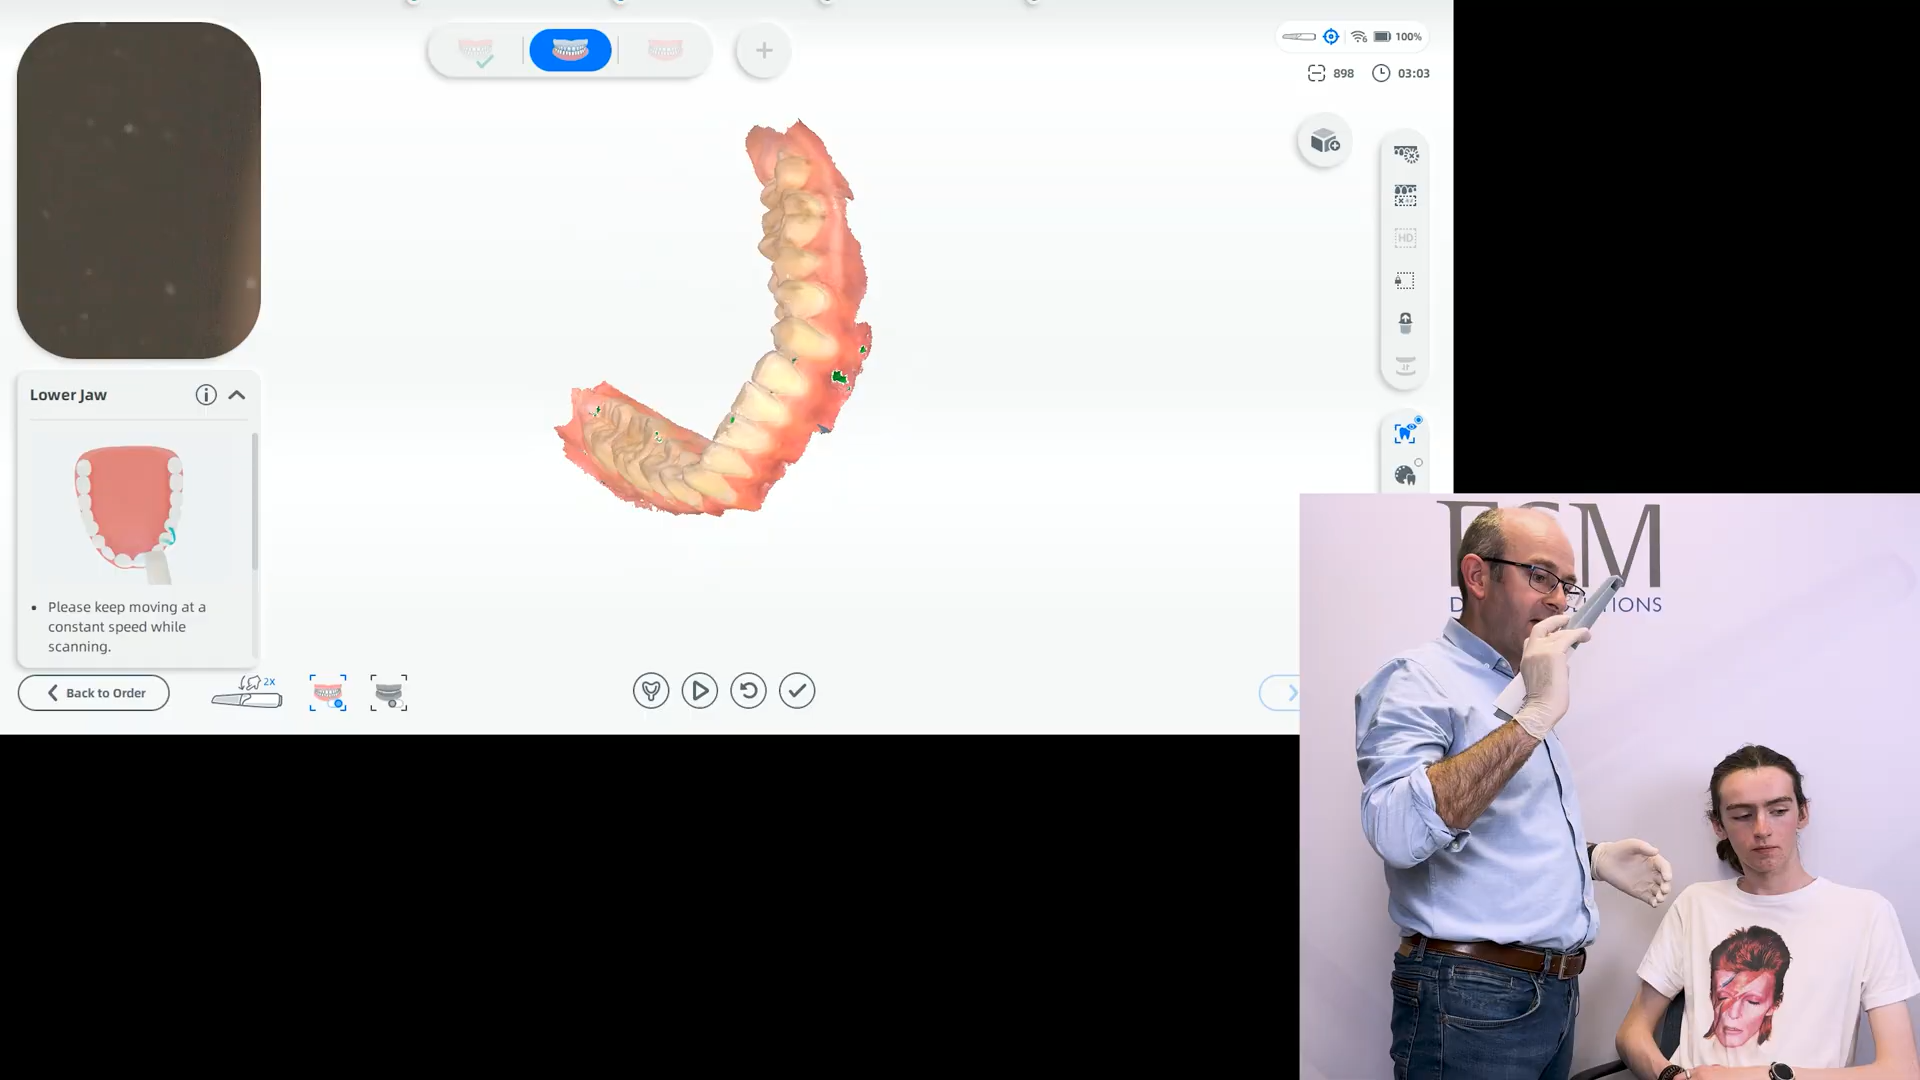 100%
898
03:03
HD
Lower Jaw
Please keep moving at a
constant speed while
scanning.
Back to Order
2X